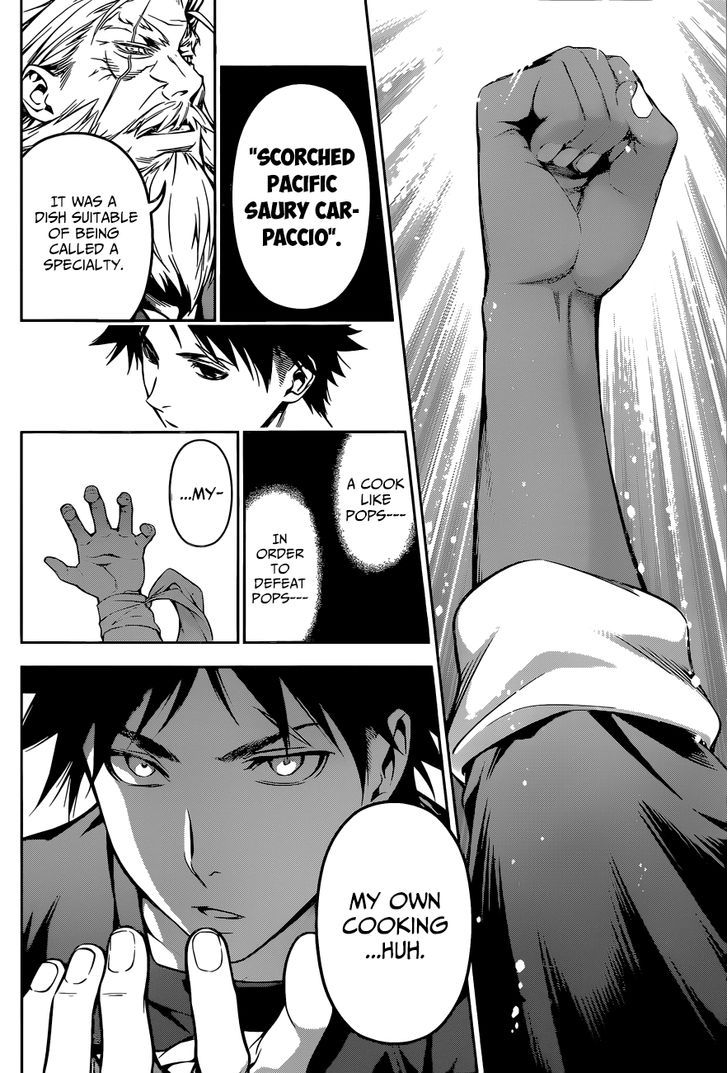 "SCORCHED
PACIFIC
SAURY CAR-
PACCIO".
IT WAS A
DISH SUITABLE
OF BEING
CALLED A
SPECIALTY.
A COOK
LIKE
POPS---
IN
ORDER
TO
DEFEAT
POPS---
...MY-
MY OWN
COOKING
...HUH.